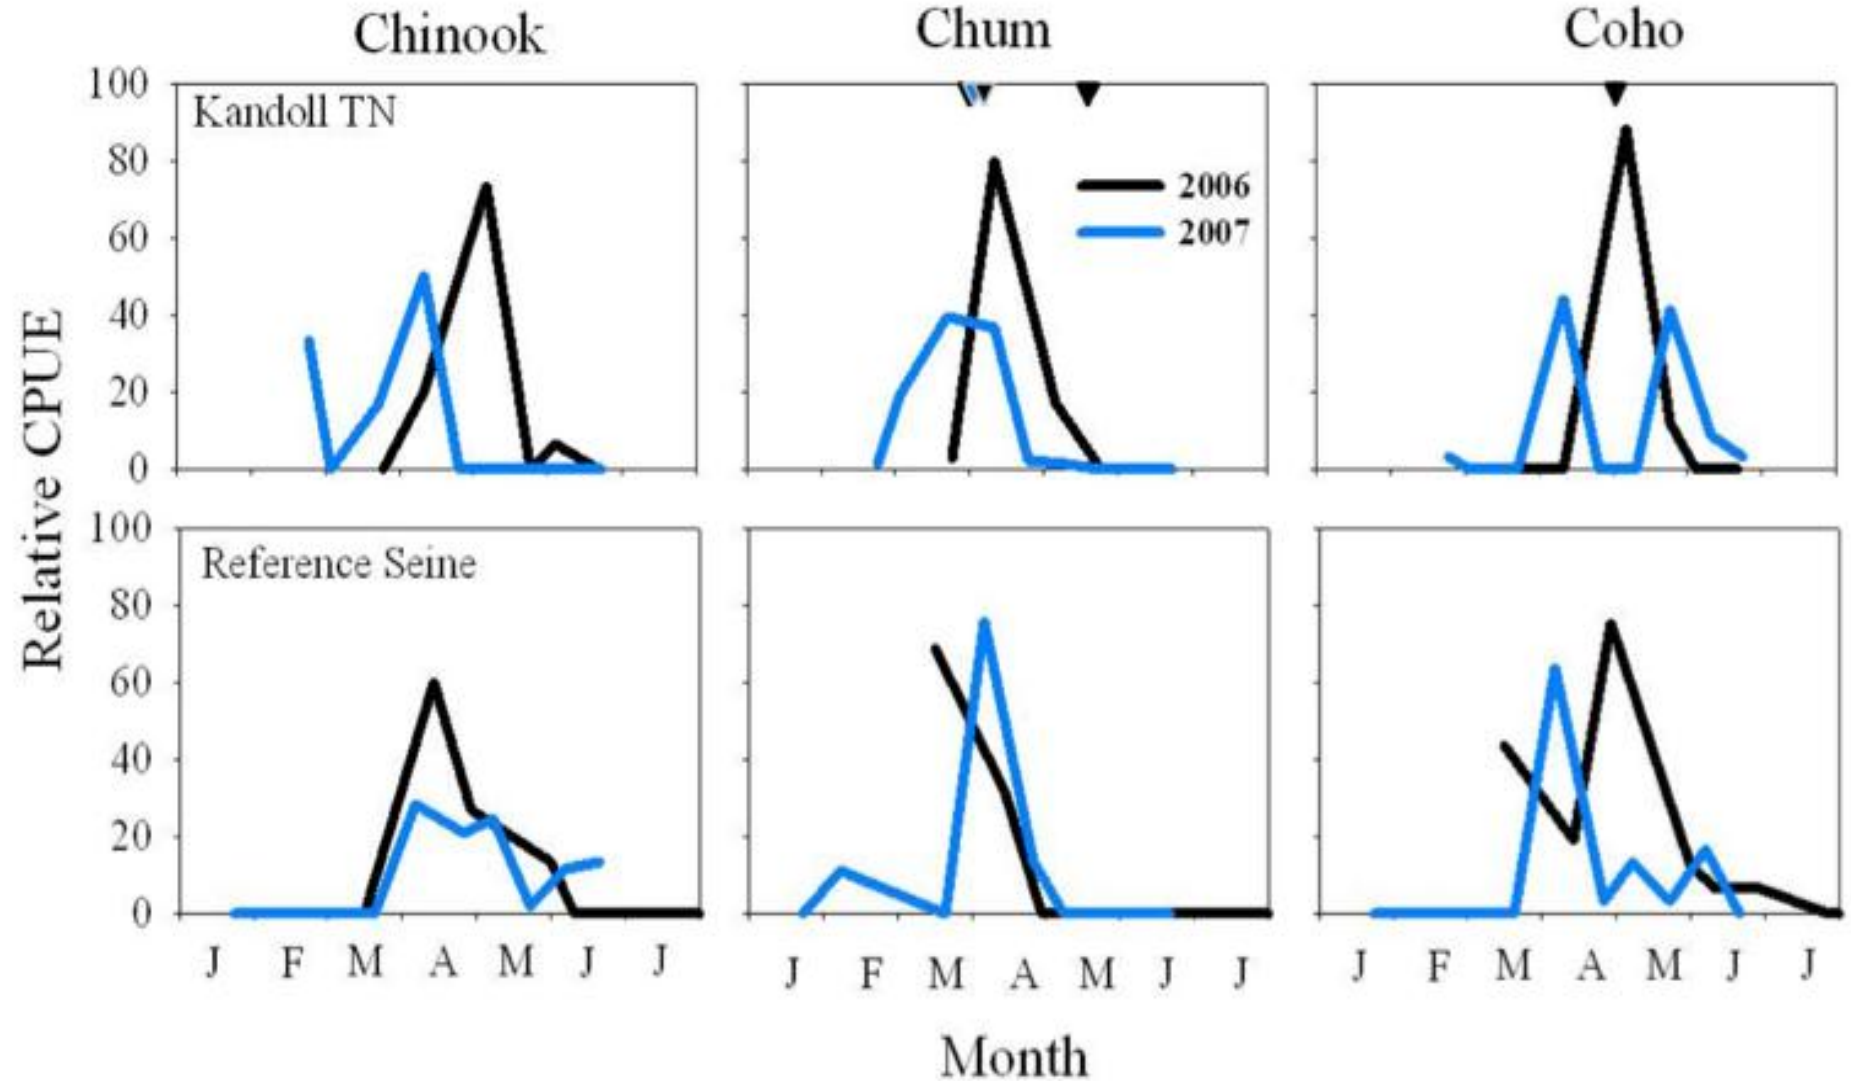 Chinook
Chum
Coho
Relative CPUE
100
80
60
40
20
0
Kandoll TN
2006
2007
100
80
60
40
20
0
Reference Seine
J F M A M J J
J F M A M J J
J F M A M J J
Month